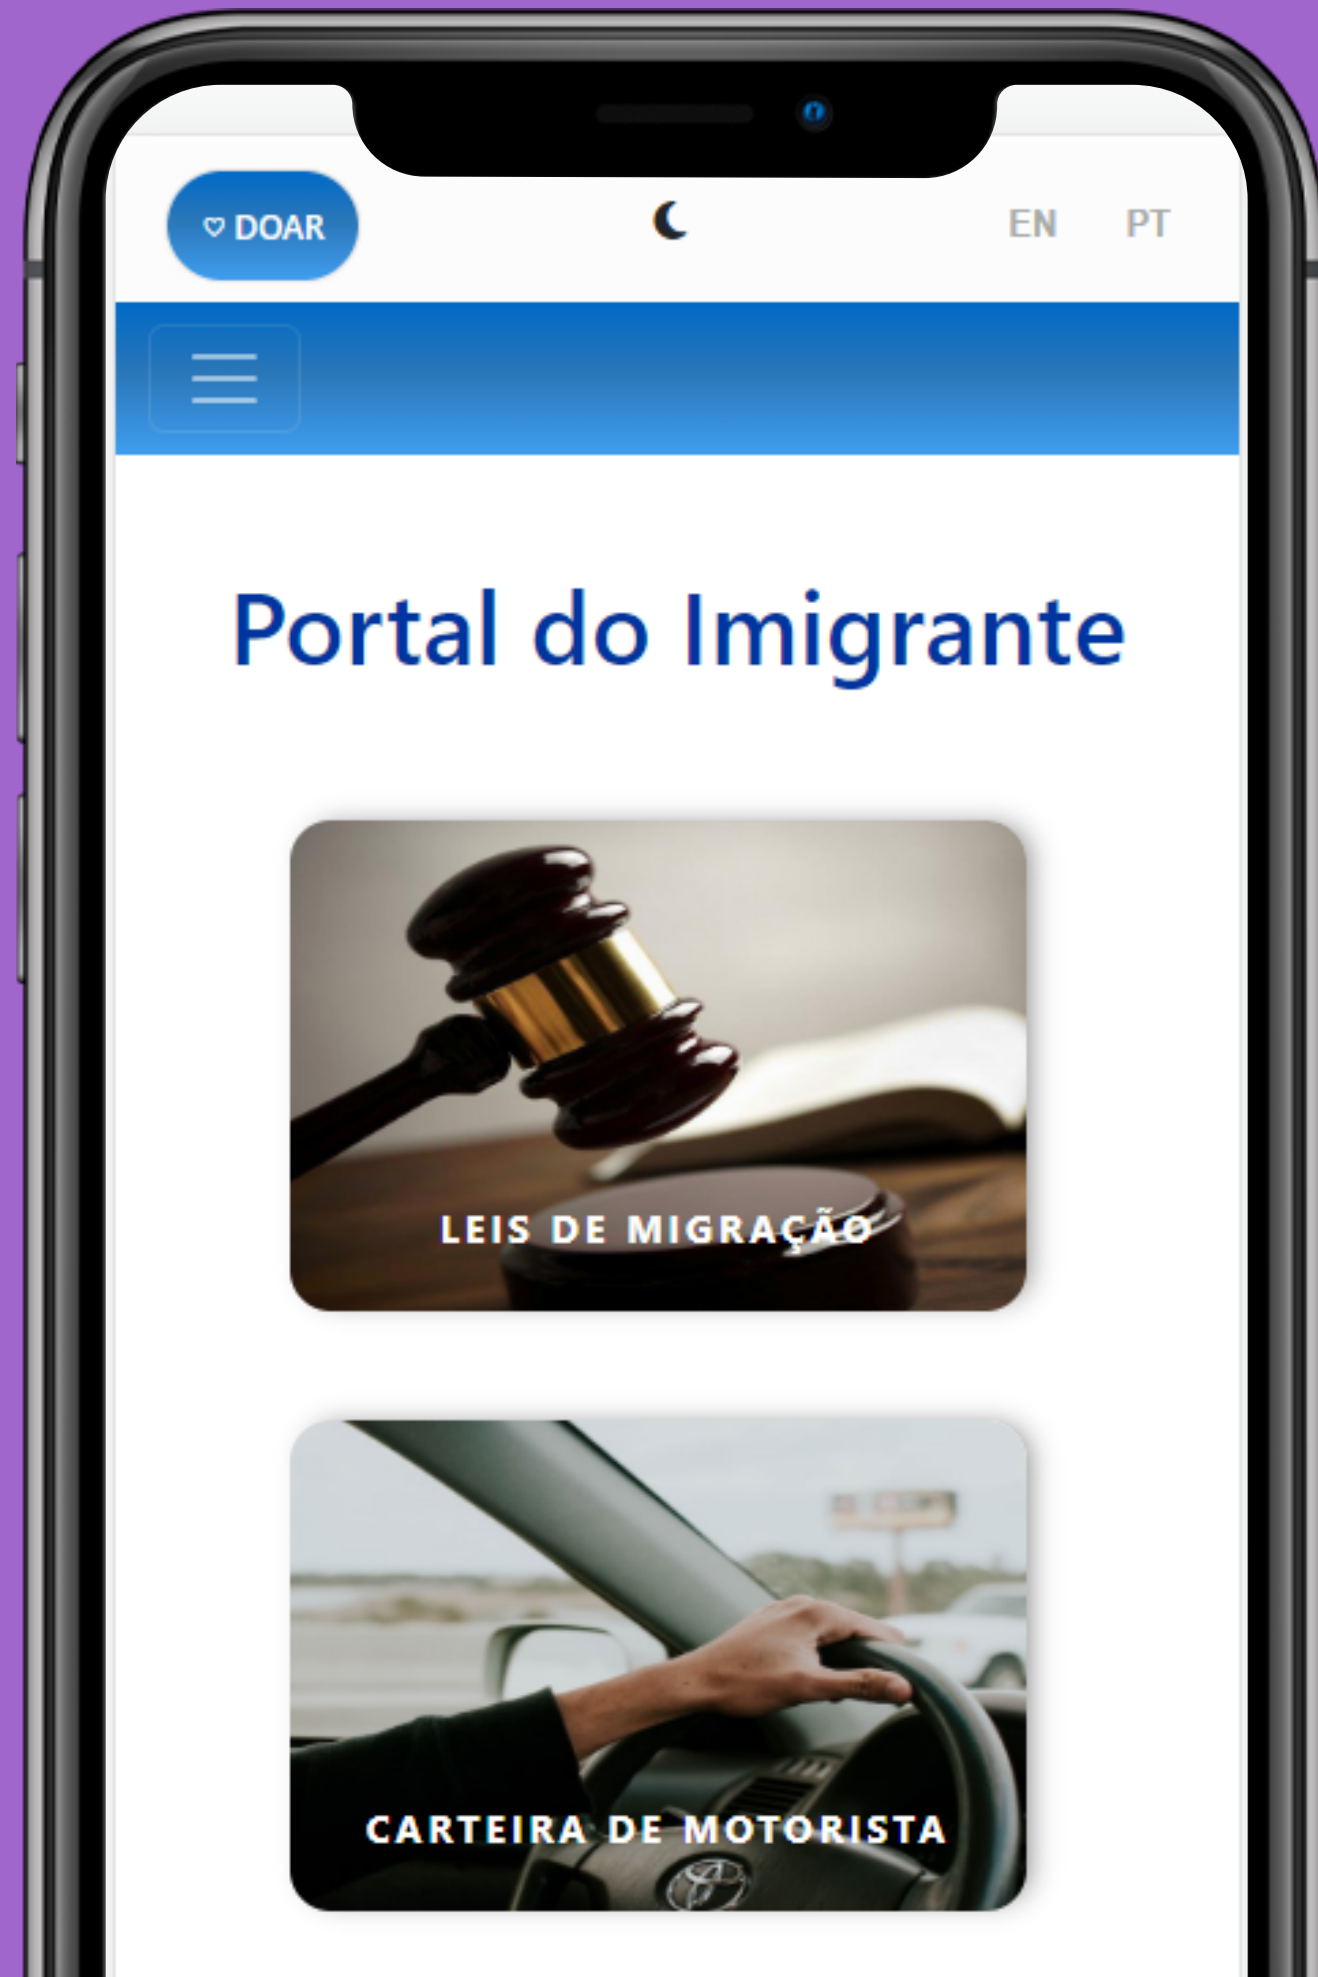 ♡ DOAR
EN PT
Portal do Imigrante
LEIS DE MIGRAÇÃO
CARTEIRA DE MOTORISTA